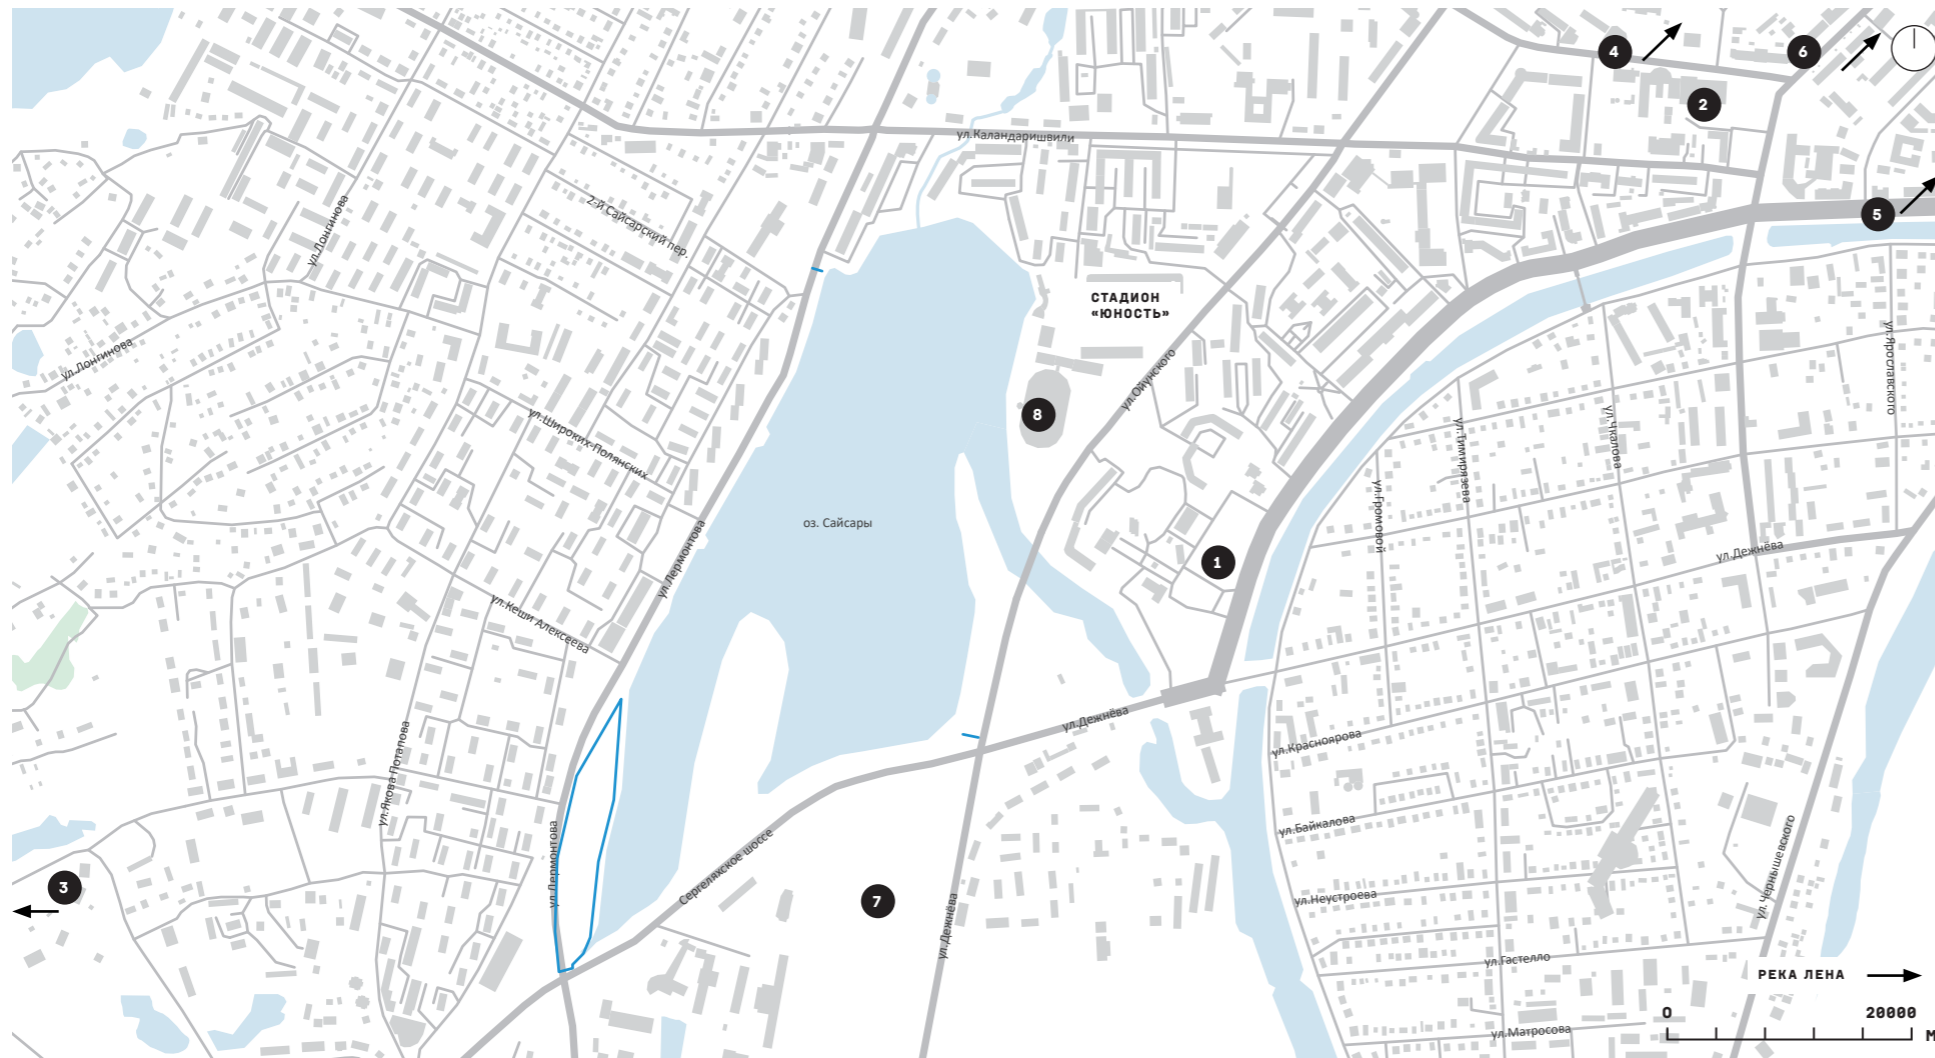 4
6
2
ул.Каландаришвили
5
ул.Лонгинова
2-й Сайсарский пер.
СТАДИОН
«ЮНОСТЬ»
ул.Лонгинова
ул.Ойунского
ул.Ярославского
8
ул.Широких-Полянских
ул.Тимирязева
ул.Чкалова
оз. Сайсары
ул.Громовой
ул.Лермонтова
1
ул.Дежнёва
ул.Кеши Алексеева
ул.Дежнёва
ул.Красноярова
ул.Якова Потапова
ул.Байкалова
ул.Лермонтова
Сергеляхское шоссе
ул.Чернышевского
3
7
ул.Неустроева
ул.Дежнёва
ул.Гастелло
РЕКА ЛЕНА
0 20000
М
ул.Матросова